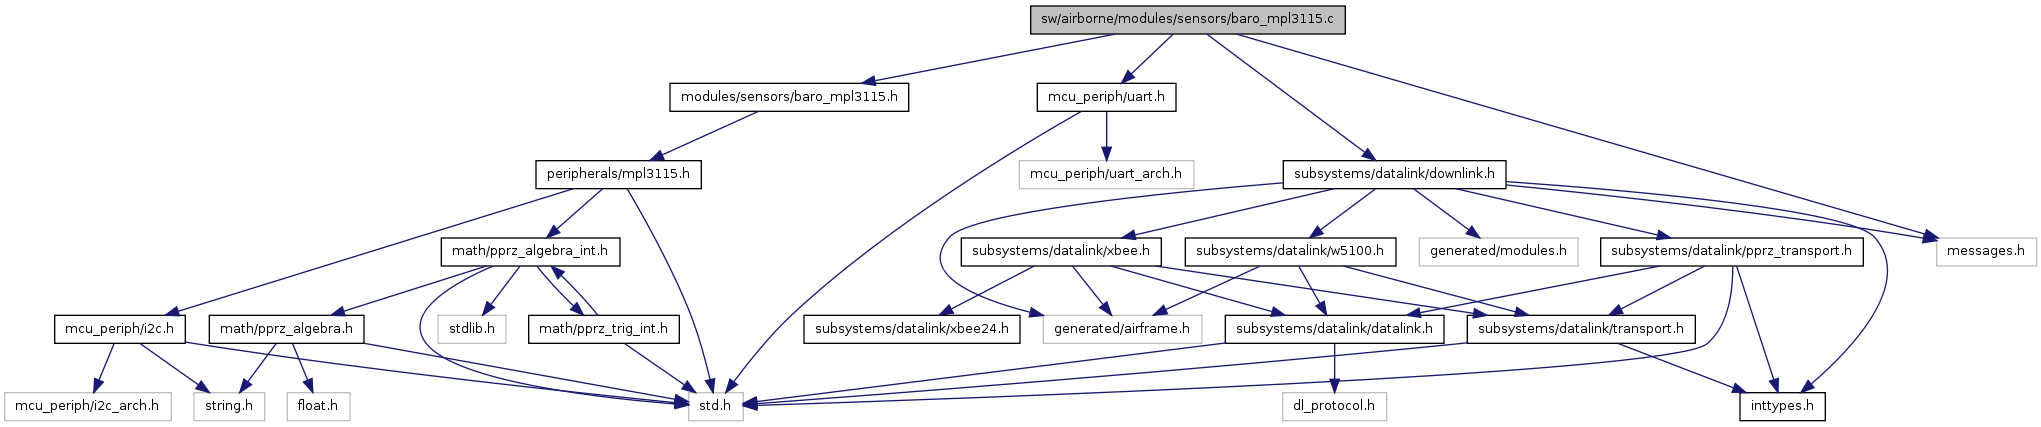 sw/airborne/modules/sensors/baro_mpl3115.c
modules/sensors/baro_mpl3115.h
mcu_periph/uart.h
peripherals/mpl3115.h
mcu_periph/uart_arch.h
subsystems/datalink/downlink.h
math/pprz_algebra_int.h
subsystems/datalink/xbee.h
subsystems/datalink/w5100.h
generated/modules.h
subsystems/datalink/pprz_transport.h
messages.h
mcu_periph/i2c.h
math/pprz_algebra.h
stdlib.h
math/pprz_trig_int.h
subsystems/datalink/xbee24.h
generated/airframe.h
subsystems/datalink/datalink.h
subsystems/datalink/transport.h
mcu_periph/i2c_arch.h
string.h
float.h
std.h
dl_protocol.h
inttypes.h